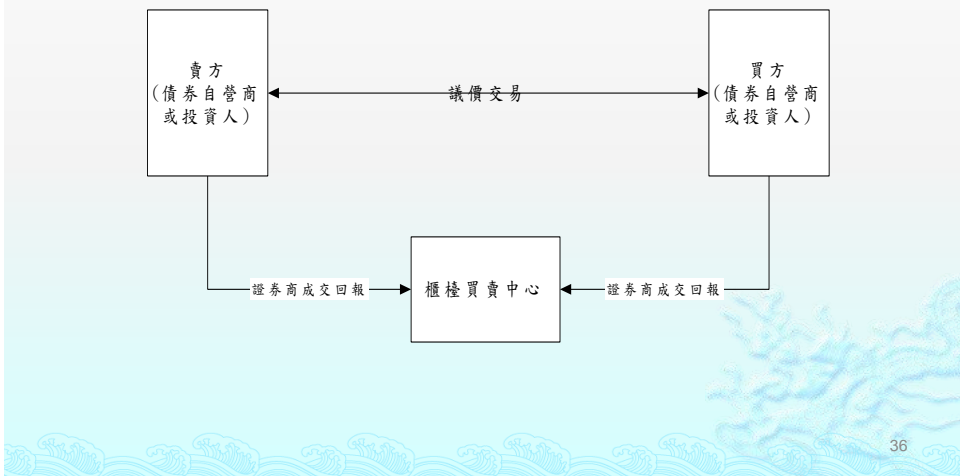 賣方
(債券自營商
或投資人)
議價交易
買方
(債券自營商
或投資人)
證券商成交回報
櫃檯買賣中心
證券商成交回報
36